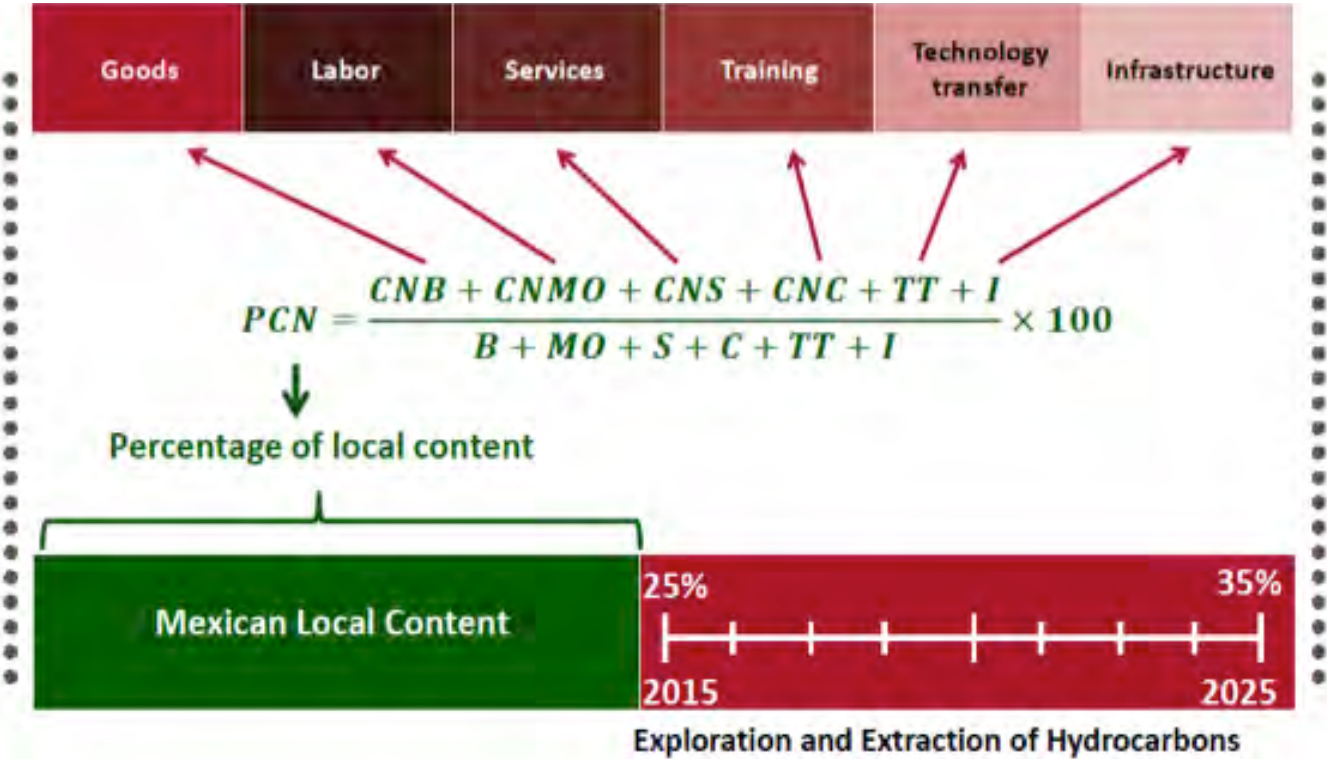 Goods
Labor
Services
Training
Technology
transfer
Infrastructure
CNB + CNMO + CNS + CNC + TT + I
PCN = × 100
B + MO + S + C + TT + I
Percentage of local content
Mexican Local Content
25% 35%
2015 2025
Exploration and Extraction of Hydrocarbons